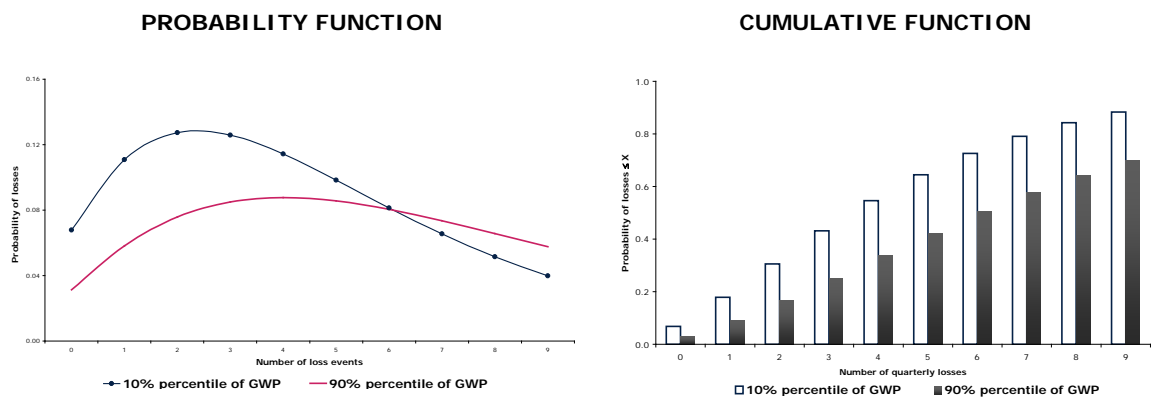 PROBABILITY FUNCTION
0.16
0.12
0.08
0.04
0.00
Probability of losses
0 1 2 3 4 5 6 7 8 9
Number of loss events
10% percentile of GWP 90% percentile of GWP
CUMULATIVE FUNCTION
1.0
0.8
0.6
0.4
0.2
0.0
Probability of losses ≤ X
0 1 2 3 4 5 6 7 8 9
Number of quarterly losses
10% percentile of GWP 90% percentile of GWP